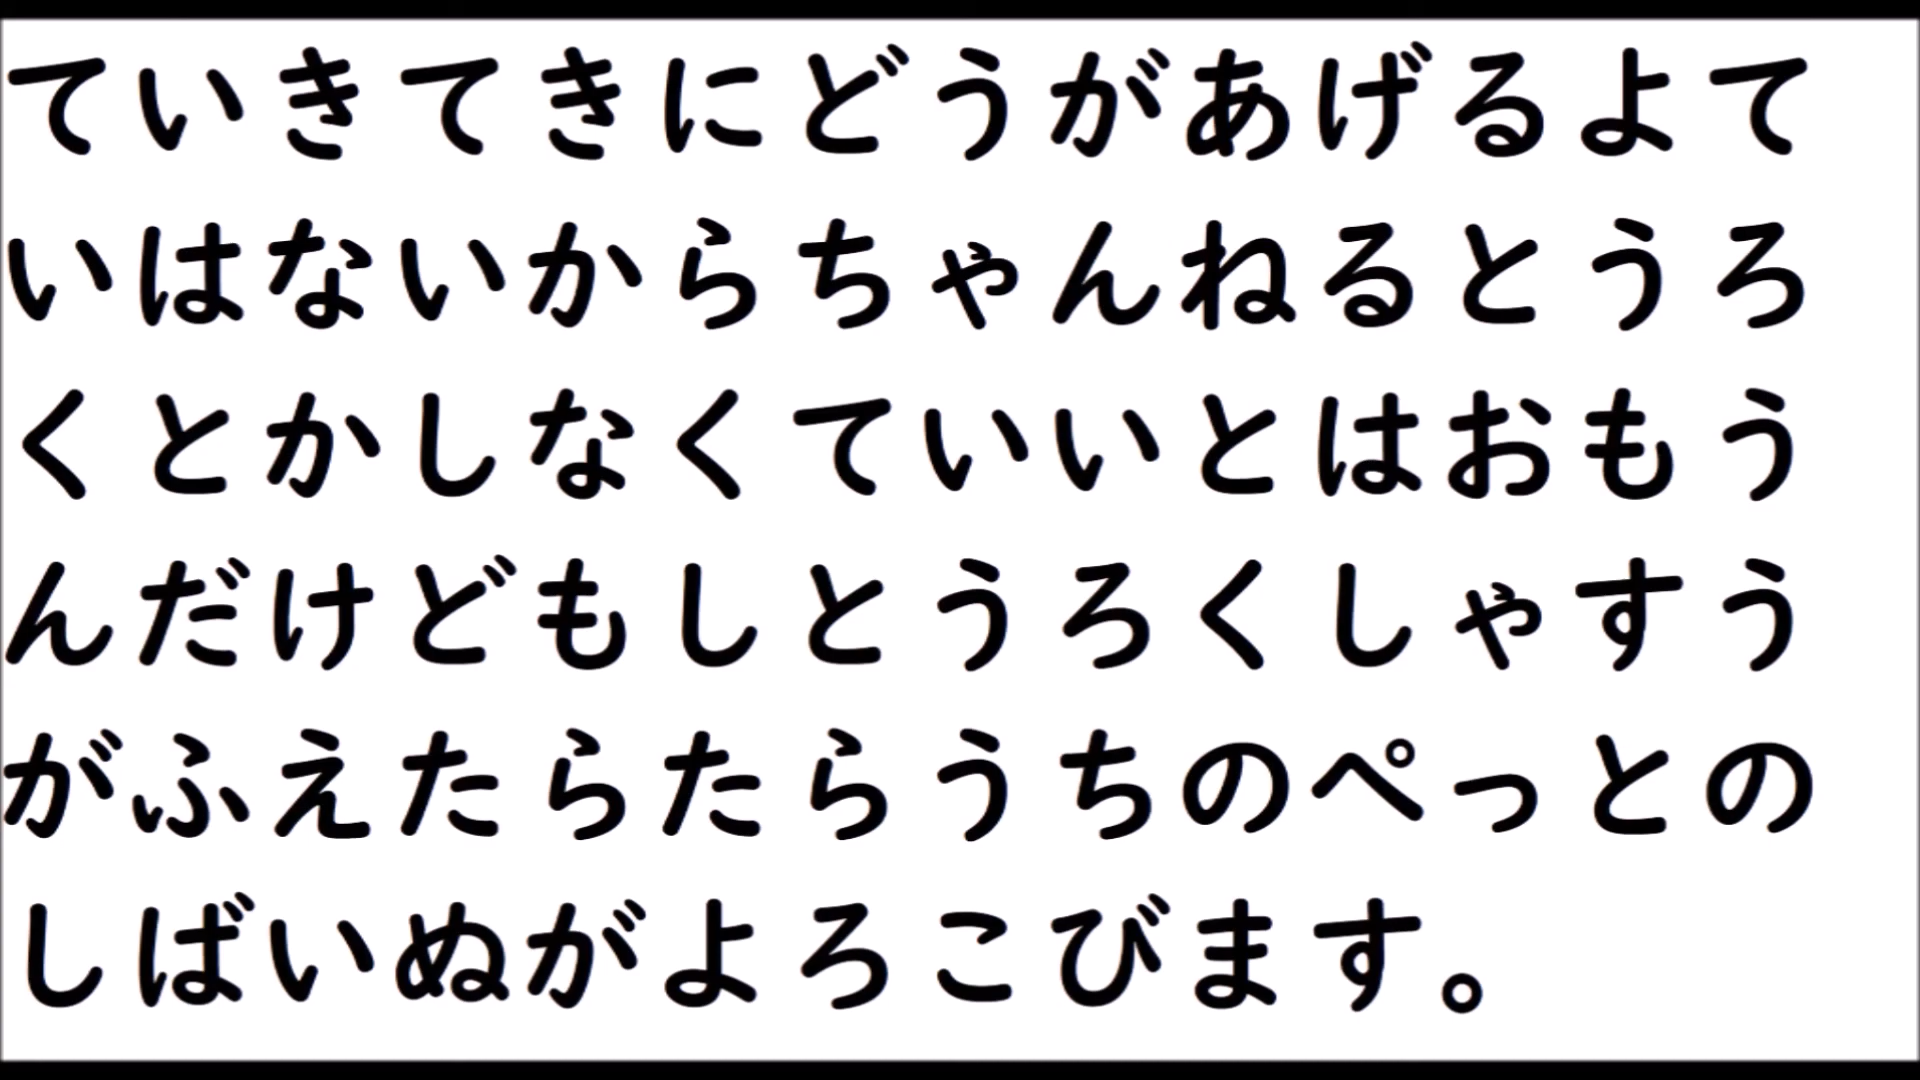 ていきてきにどうがあげるよて
いはないからちゃんねるとうろ
くとかしなくていいとはおもう
んだけどもしとうろくしゃすう
がふえたらたらうちのぺっとの
しばいぬがよろこびます。